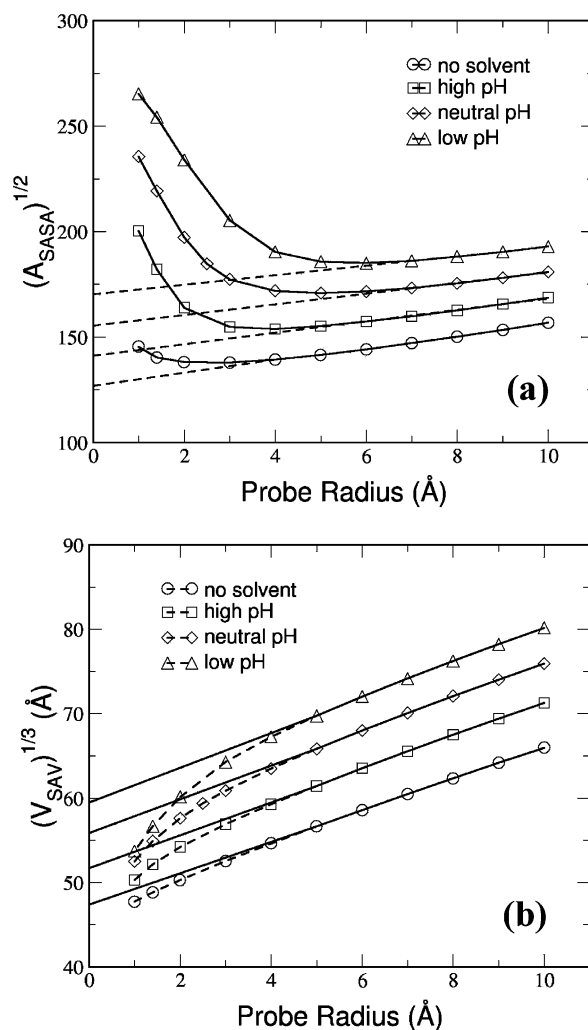 300
250
200
150
100
(A_SASA)^1/2
no solvent
high pH
neutral pH
low pH
(a)
0 2 4 6 8 10
Probe Radius (Å)
90
80
70
60
50
40
(V_SAV)^1/3 (Å)
no solvent
high pH
neutral pH
low pH
(b)
0 2 4 6 8 10
Probe Radius (Å)